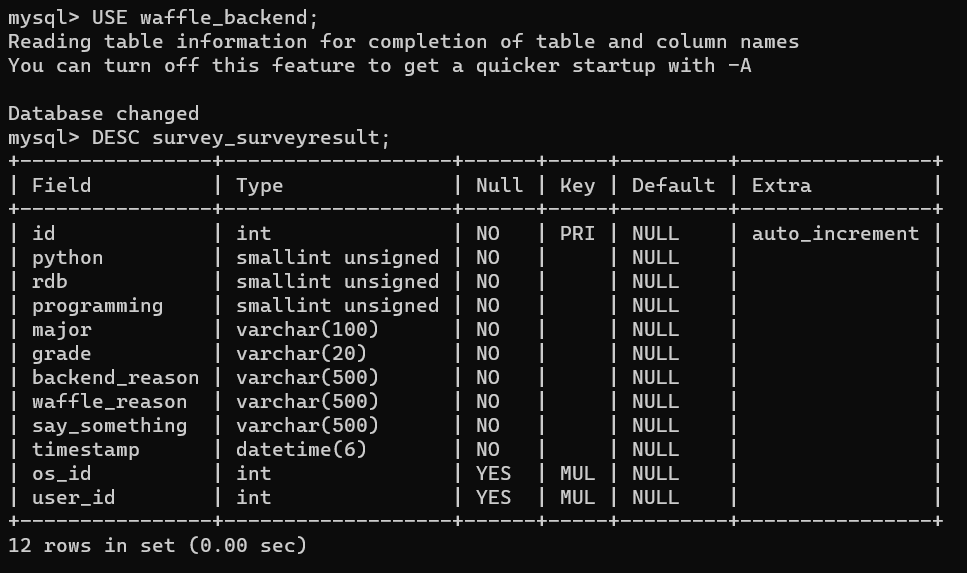 mysql> USE waffle_backend;
Reading table information for completion of table and column names
You can turn off this feature to get a quicker startup with -A

Database changed
mysql> DESC survey_surveyresult;
+----------------+-------------------+------+-----+---------+----------------+
| Field          | Type              | Null | Key | Default | Extra          |
+----------------+-------------------+------+-----+---------+----------------+
| id             | int               | NO   | PRI | NULL    | auto_increment |
| python         | smallint unsigned | NO   |     | NULL    |                |
| rdb            | smallint unsigned | NO   |     | NULL    |                |
| programming    | smallint unsigned | NO   |     | NULL    |                |
| major          | varchar(100)      | NO   |     | NULL    |                |
| grade          | varchar(20)       | NO   |     | NULL    |                |
| backend_reason | varchar(500)      | NO   |     | NULL    |                |
| waffle_reason  | varchar(500)      | NO   |     | NULL    |                |
| say_something  | varchar(500)      | NO   |     | NULL    |                |
| timestamp      | datetime(6)       | NO   |     | NULL    |                |
| os_id          | int               | YES  | MUL | NULL    |                |
| user_id        | int               | YES  | MUL | NULL    |                |
+----------------+-------------------+------+-----+---------+----------------+
12 rows in set (0.00 sec)